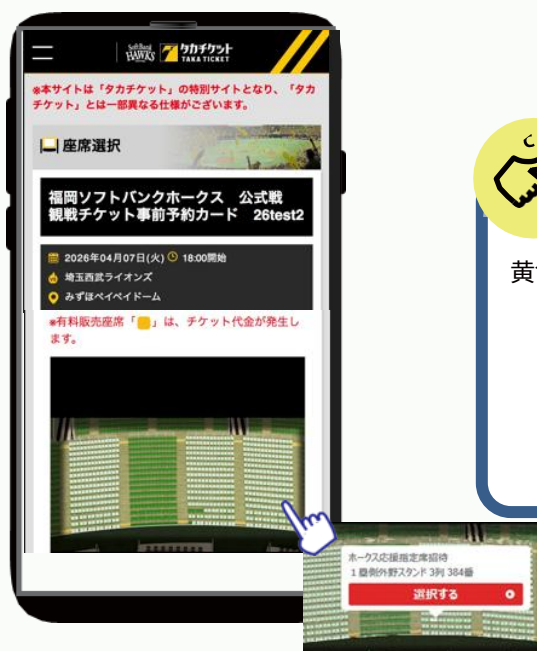 SoftBank HAWKS タカチケット TAKA TICKET
※本サイトは「タカチケット」の特別サイトとなり、「タカ
チケット」とは一部異なる仕様がございます。
座席選択
福岡ソフトバンクホークス 公式戦
観戦チケット事前予約カード 26test2
2026年04月07日(火) 18:00開始
VS 埼玉西武ライオンズ
みずほペイペイドーム
※有料販売座席「 」は、チケット代金が発生し
ます。
黄
ホークス応援指定席招待
1塁側外野スタンド 3列 384番
選択する